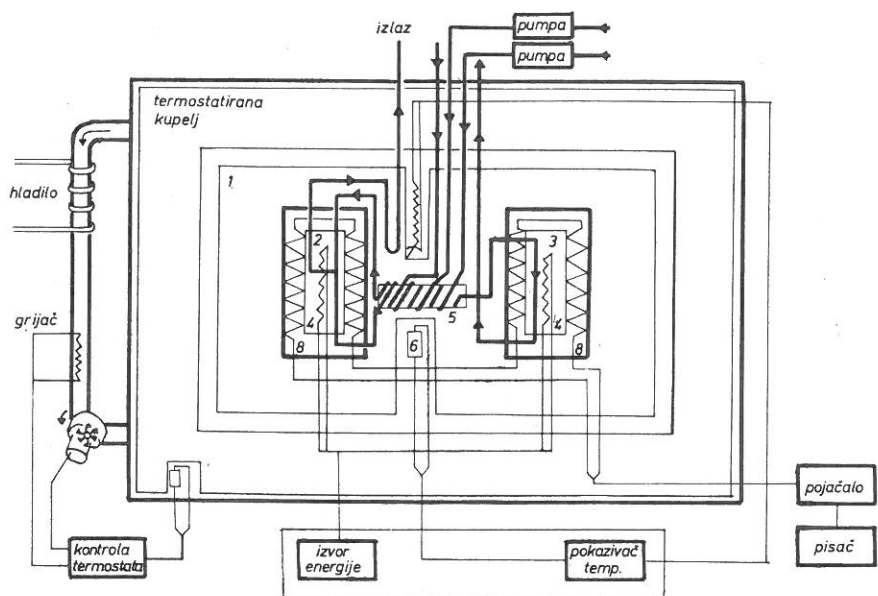 izlaz
pumpa
pumpa
termostatirana
kupelj
hladilo
grijač
1
2
3
4
4
5
6
8
8
kontrola
termostata
izvor
energije
pokazivač
temp.
pojačalo
pisač